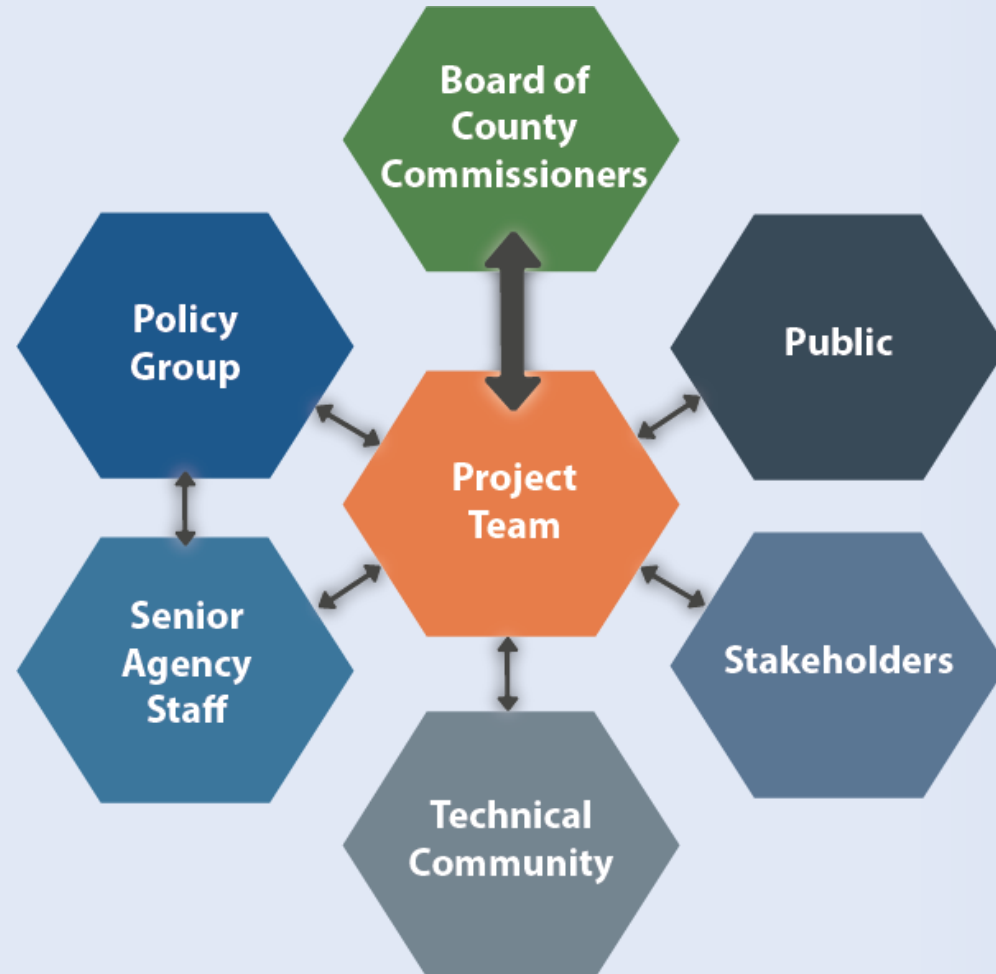 Board of
County
Commissioners
Policy
Group
Public
Project
Team
Senior
Agency
Staff
Stakeholders
Technical
Community